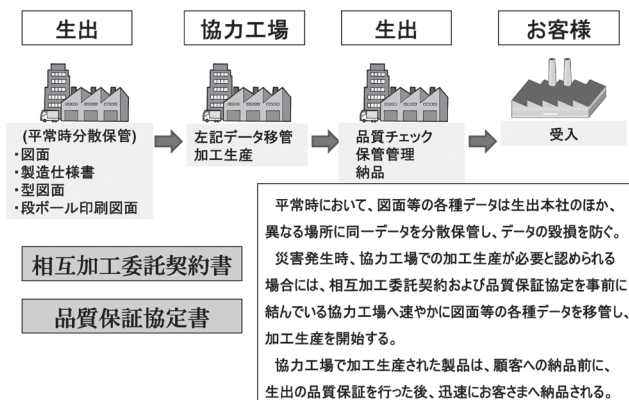 生出
協力工場
生出
お客様
(平常時分散保管)
・図面
・製造仕様書
・型図面
・段ボール印刷図面
左記データ移管
加工生産
品質チェック
保管管理
納品
受入
相互加工委託契約書
品質保証協定書
平常時において、図面等の各種データは生出本社のほか、
異なる場所に同一データを分散保管し、データの毀損を防ぐ。
災害発生時、協力工場での加工生産が必要と認められる
場合には、相互加工委託契約および品質保証協定を事前に
結んでいる協力工場へ速やかに図面等の各種データを移管し、
加工生産を開始する。
協力工場で加工生産された製品は、顧客への納品前に、
生出の品質保証を行った後、迅速にお客さまへ納品される。